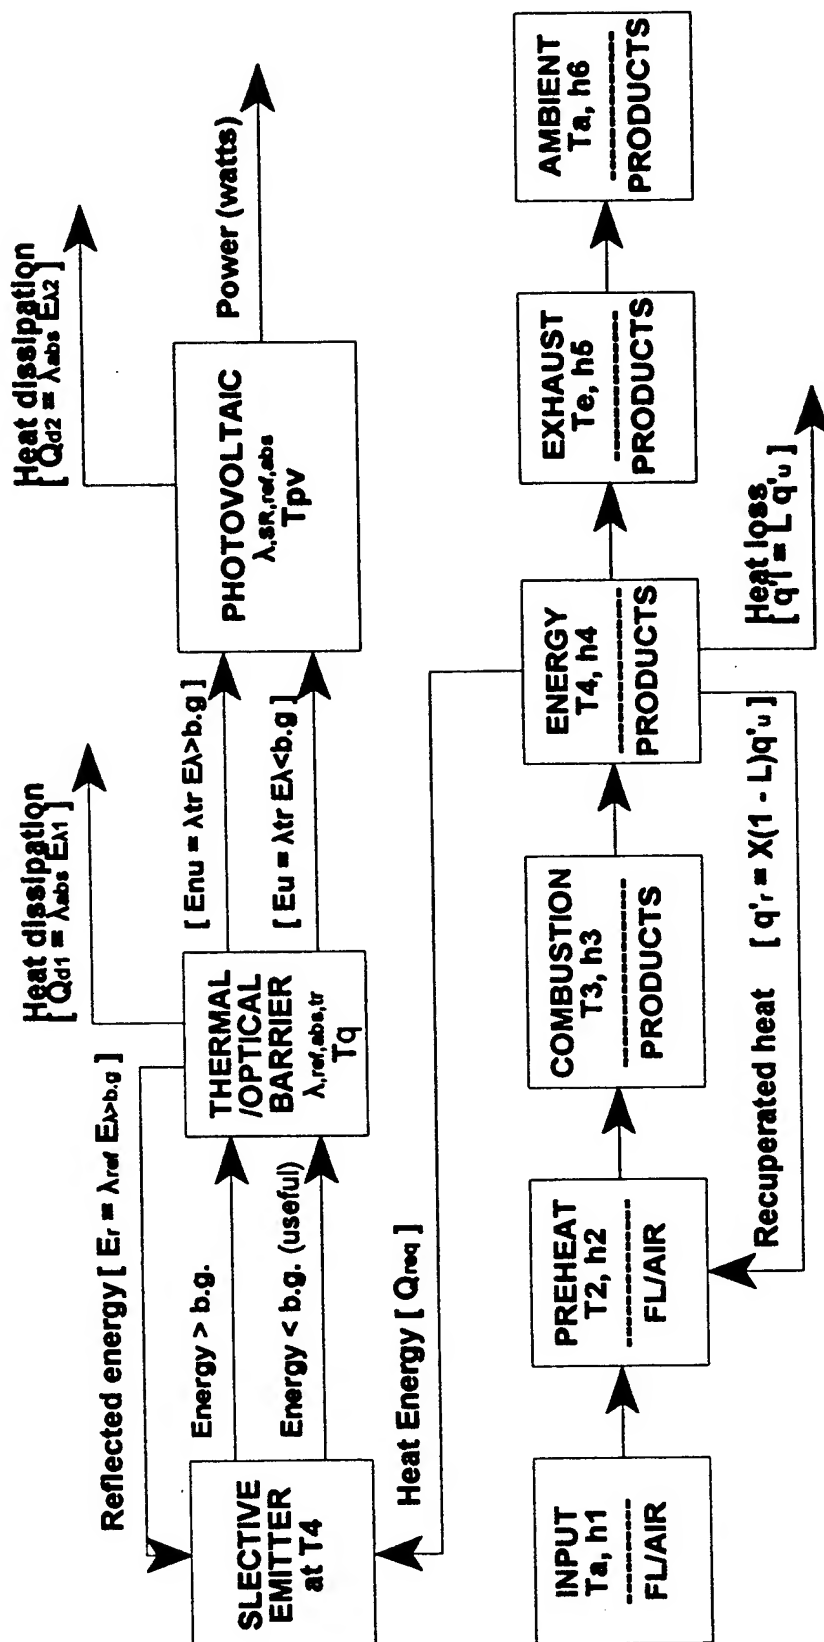 Heat dissipation
[ Qd1 = λabs Eλ1 ]
Heat dissipation
[ Qd2 = λabs Eλ2 ]
Reflected energy [ Er = λref Eλ>b.g ]
SLECTIVE
EMITTER
at T4
Energy > b.g.
Energy < b.g. (useful)
THERMAL
/OPTICAL
BARRIER
λ,ref,abs,tr
Tq
[ Enu = λtr Eλ>b.g ]
[ Eu = λtr Eλ<b.g ]
PHOTOVOLTAIC
λ,SR,ref,abs
Tpv
Power (watts)
Heat Energy [ Qreq ]
INPUT
Ta, h1
FL/AIR
PREHEAT
T2, h2
FL/AIR
COMBUSTION
T3, h3
PRODUCTS
ENERGY
T4, h4
PRODUCTS
EXHAUST
Te, h5
PRODUCTS
AMBIENT
Ta, h6
PRODUCTS
Recuperated heat [ q'r = X(1 - L)q'u ]
Heat loss
[ q'l = L q'u ]